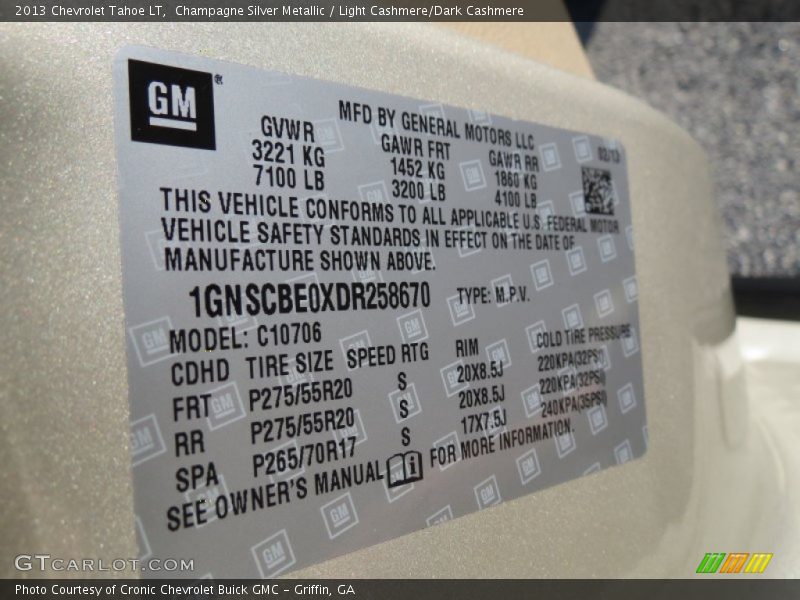 2013 Chevrolet Tahoe LT,  Champagne Silver Metallic / Light Cashmere/Dark Cashmere
GM®
MFD BY GENERAL MOTORS LLC
GVWR GAWR FRT GAWR RR 02/13
3221 KG 1452 KG 1860 KG
7100 LB 3200 LB 4100 LB
THIS VEHICLE CONFORMS TO ALL APPLICABLE U.S. FEDERAL MOTOR
VEHICLE SAFETY STANDARDS IN EFFECT ON THE DATE OF
MANUFACTURE SHOWN ABOVE.
1GNSCBE0XDR258670 TYPE: M.P.V.
MODEL: C10706
CDHD TIRE SIZE SPEED RTG RIM COLD TIRE PRESSURE
FRT P275/55R20 S 20X8.5J 220KPA(32PSI)
RR P275/55R20 S 20X8.5J 220KPA(32PSI)
SPA P265/70R17 S 17X7.5J 240KPA(35PSI)
SEE OWNER'S MANUAL FOR MORE INFORMATION.
GTCARLOT.COM
Photo Courtesy of Cronic Chevrolet Buick GMC – Griffin, GA